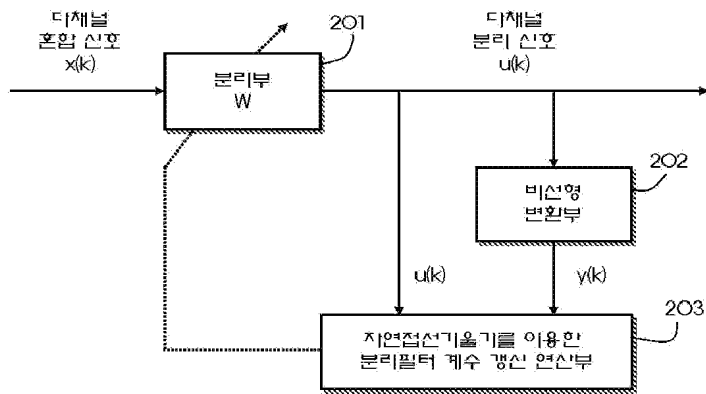 다채널
혼합 신호
x(k)
201
다채널
분리 신호
u(k)
분리부
W
202
비선형
변환부
u(k)
y(k)
203
자연접선기울기를 이용한
분리필터 계수 갱신 연산부